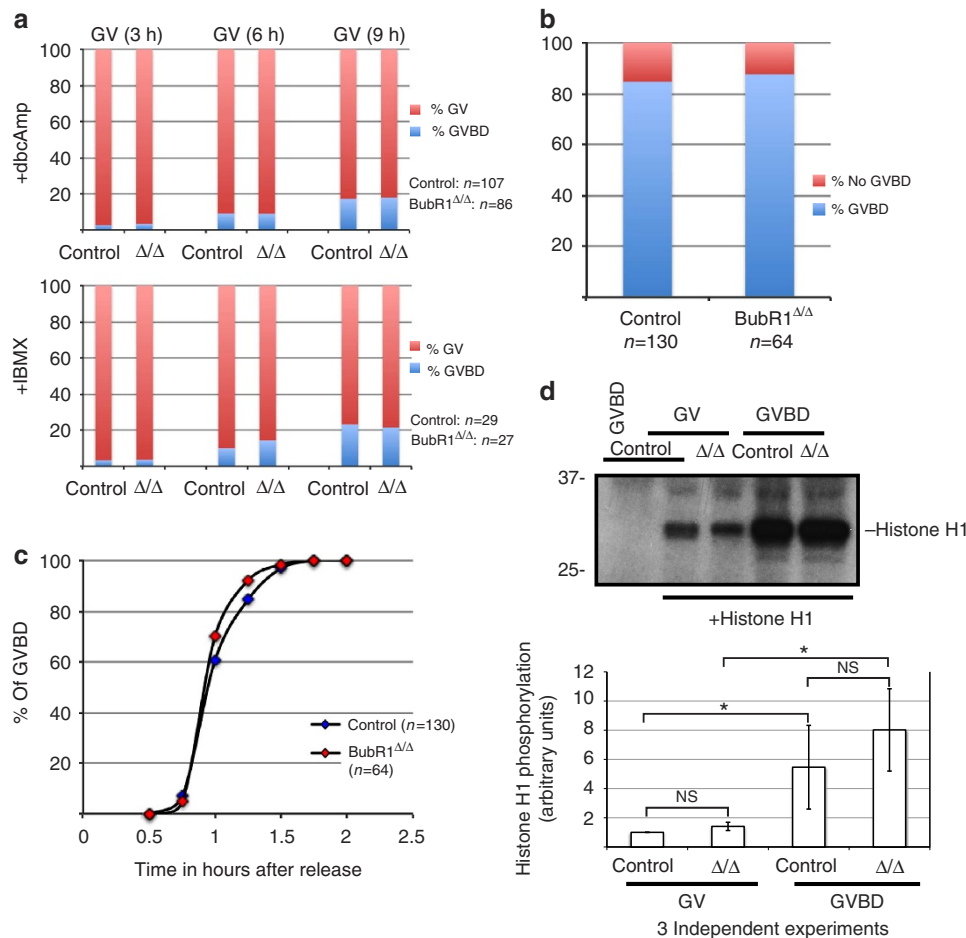 a
GV (3 h) GV (6 h) GV (9 h)
+dbcAmp
100
80
60
40
20
% GV
% GVBD
Control: n=107
BubR1Δ/Δ: n=86
Control Δ/Δ Control Δ/Δ Control Δ/Δ
+IBMX
100
80
60
40
20
% GV
% GVBD
Control: n=29
BubR1Δ/Δ: n=27
Control Δ/Δ Control Δ/Δ Control Δ/Δ
b
100
80
60
40
20
% No GVBD
% GVBD
Control
n=130
BubR1Δ/Δ
n=64
c
% Of GVBD
100
80
60
40
20
0
Control (n=130)
BubR1Δ/Δ
(n=64)
0 0.5 1 1.5 2 2.5
Time in hours after release
d
GVBD
GV GVBD
Control Δ/Δ Control Δ/Δ
37-
25-
–Histone H1
+Histone H1
Histone H1 phosphorylation
(arbitrary units)
12
10
8
6
4
2
*
NS
*
NS
Control Δ/Δ Control Δ/Δ
GV GVBD
3 Independent experiments